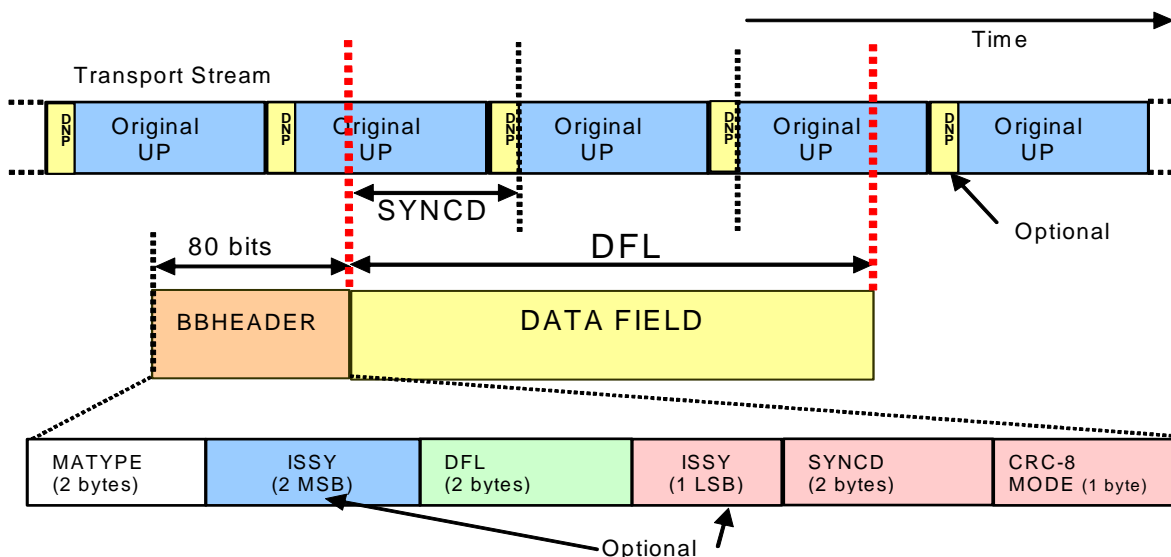 Time
Transport Stream
DNP
Original
UP
DNP
Original
UP
DNP
Original
UP
DNP
Original
UP
DNP
Original
UP
SYNCD
Optional
80 bits
DFL
BBHEADER
DATA FIELD
MATYPE
(2 bytes)
ISSY
(2 MSB)
DFL
(2 bytes)
ISSY
(1 LSB)
SYNCD
(2 bytes)
CRC-8
MODE (1 byte)
Optional